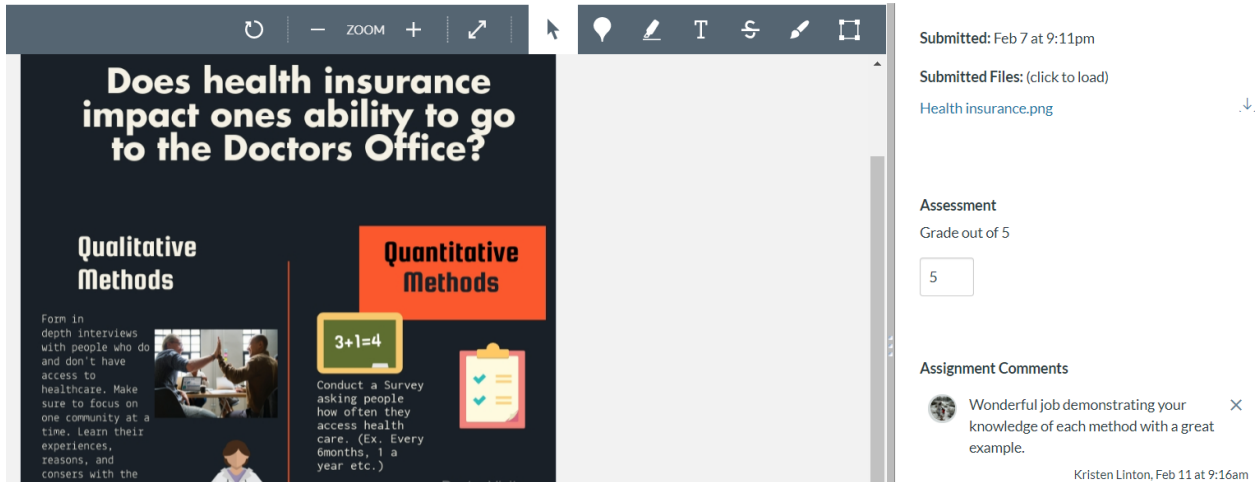 ZOOM
Does health insurance
impact ones ability to go
to the Doctors Office?
Qualitative
Methods
Form in
depth interviews
with people who do
and don't have
access to
healthcare. Make
sure to focus on
one community at a
time. Learn their
experiences,
reasons, and
consers with the
Quantitative
Methods
3+1=4
Conduct a Survey
asking people
how often they
access health
care. (Ex. Every
6months, 1 a
year etc.)
Submitted: Feb 7 at 9:11pm
Submitted Files: (click to load)
Health insurance.png
Assessment
Grade out of 5
5
Assignment Comments
Wonderful job demonstrating your
knowledge of each method with a great
example.
Kristen Linton, Feb 11 at 9:16am